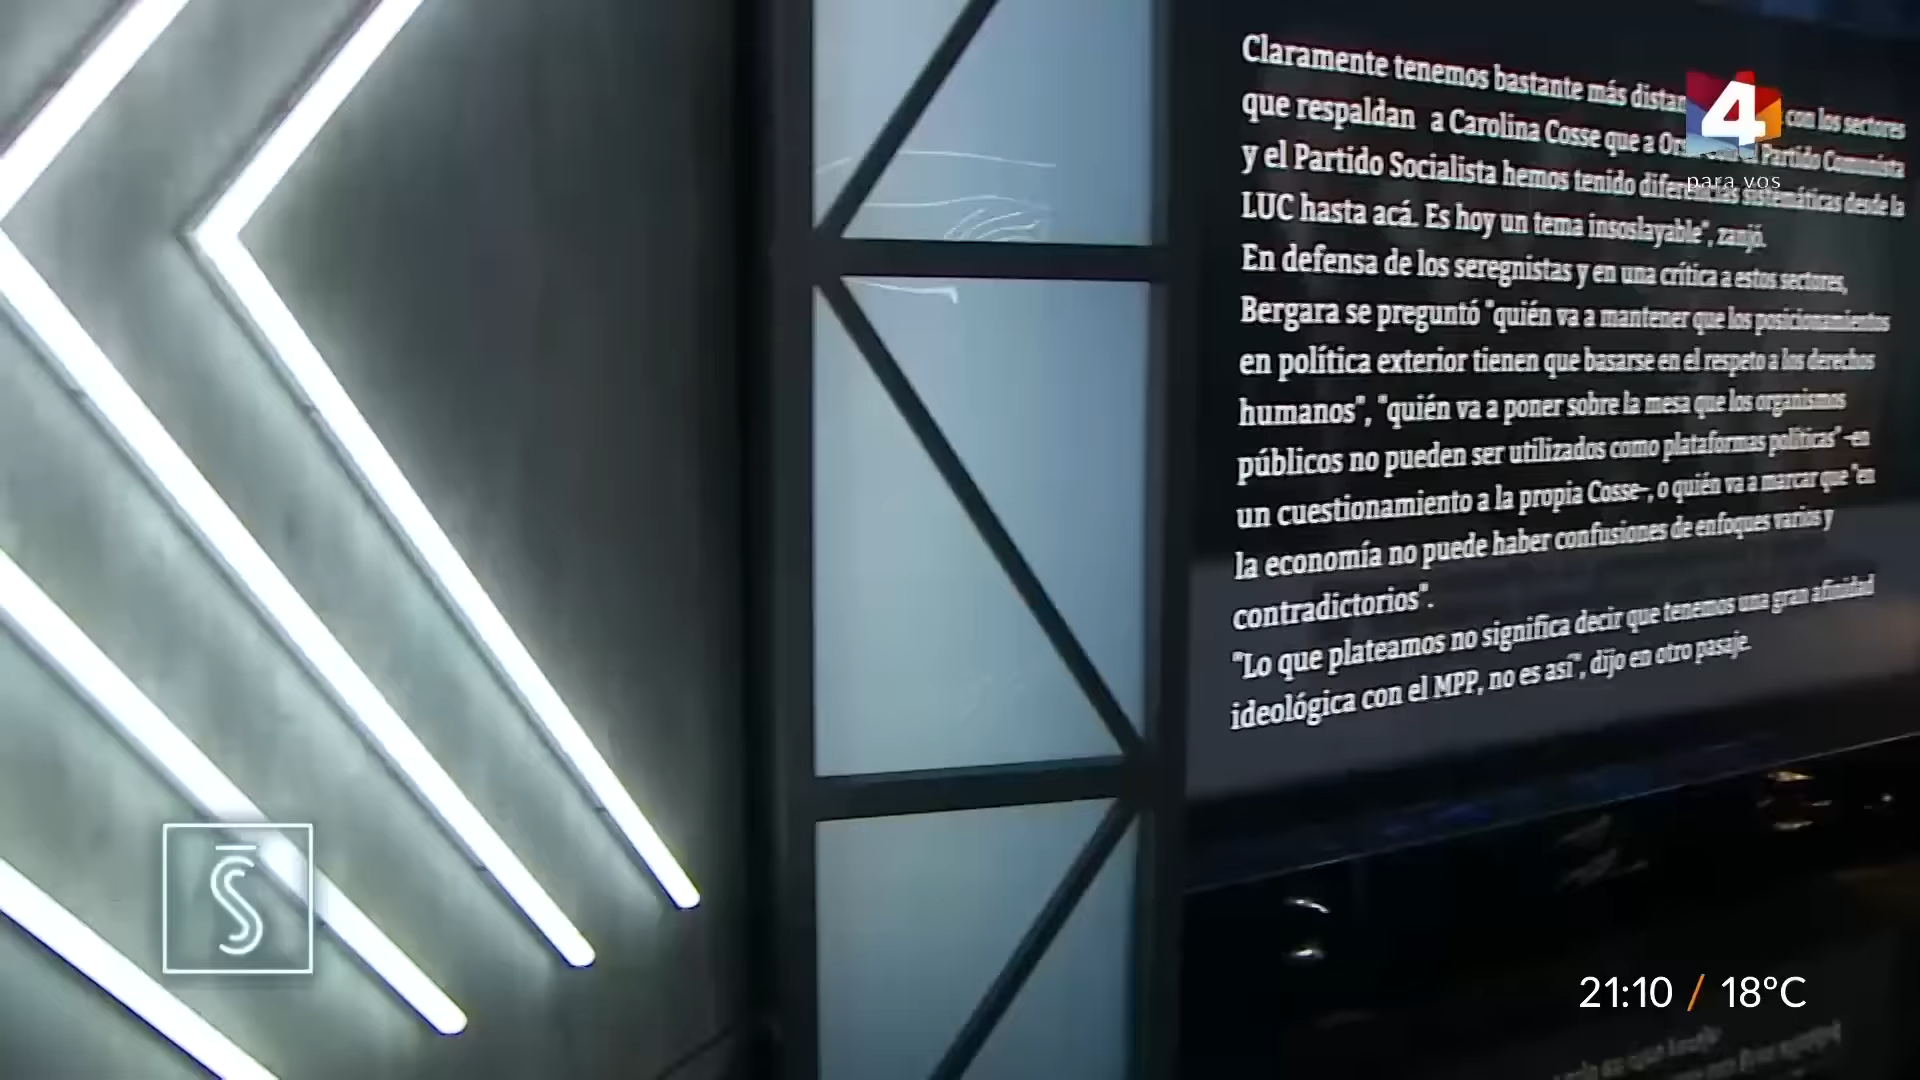 Claramente tenemos bastante más con los sectores
que respaldan a Carolina Cosse que a Partido Comunista
y el Partido Socialista hemos tenido diferencias sistemáticas desde la
LUC hasta acá. Es hoy un tema insoslayable", zanjó.
En defensa de los seregnistas y en una crítica a estos sectores,
Bergara se preguntó "quién va a mantener que los posicionamientos
en política exterior tienen que basarse en el respeto a los derechos
humanos", "quién va a poner sobre la mesa que los organismos
públicos no pueden ser utilizados como plataformas políticas" -en
un cuestionamiento a la propia Cosse-, o quién va a marcar que "en
la economía no puede haber confusiones de enfoques varios y
contradictorios".
"Lo que plateamos no significa decir que tenemos una gran afinidad
ideológica con el MPP, no es así", dijo en otro pasaje.
4
para vos
S
21:10 / 18°C